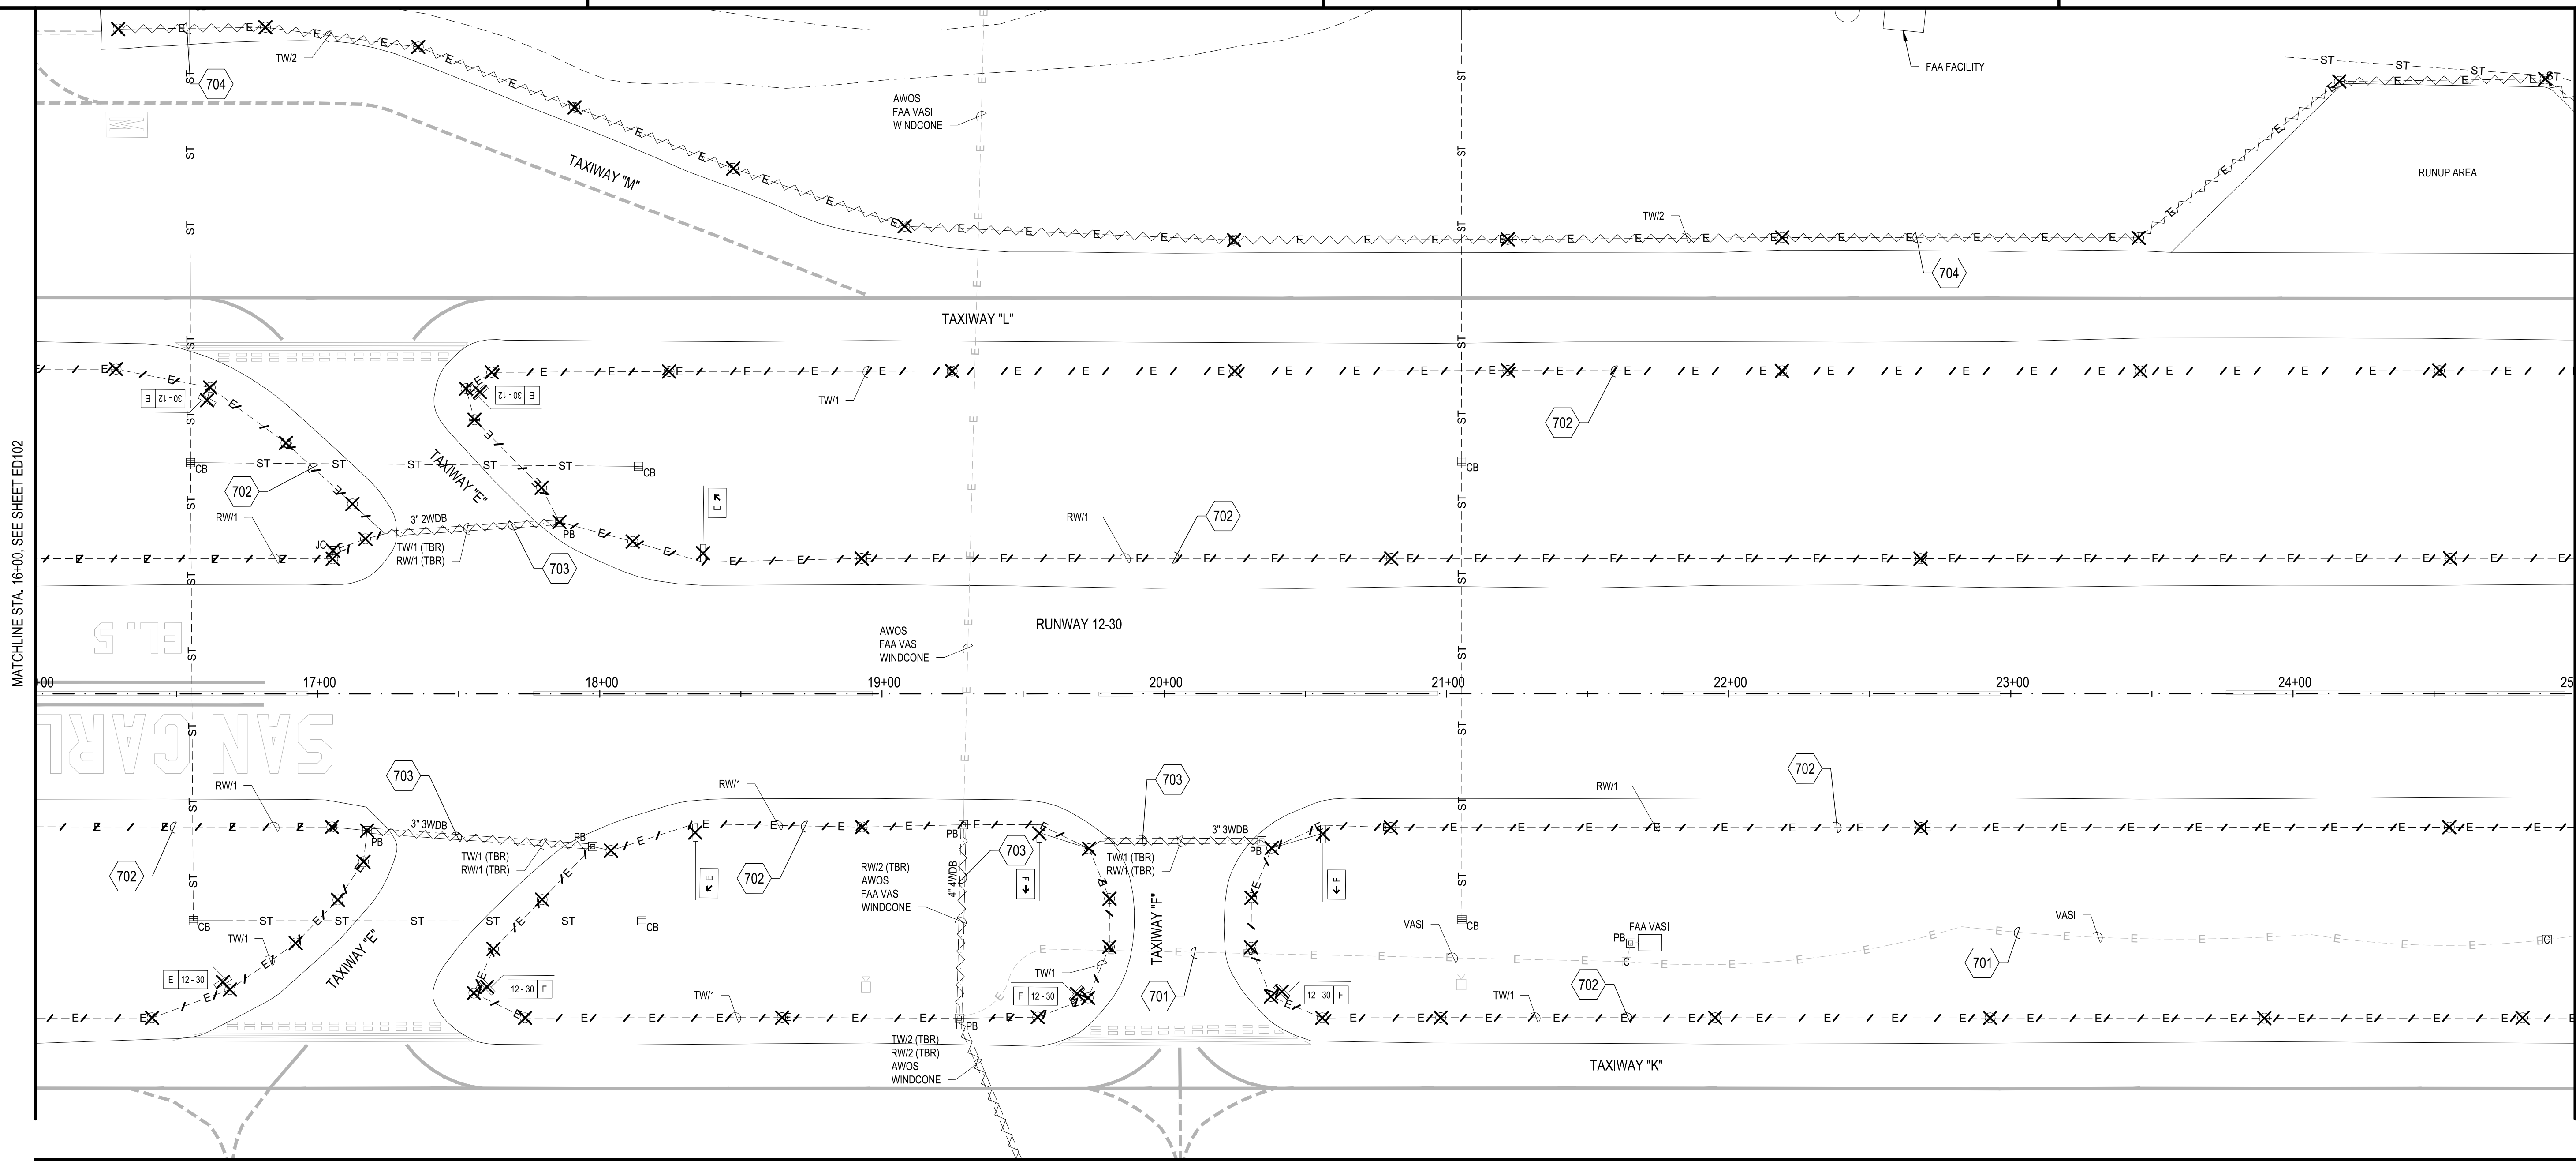 TW/2
704
FAA FACILITY
AWOS
FAA VASI
WINDCONE
M
TAXIWAY "M"
RUNUP AREA
TW/2
704
TAXIWAY "L"
E 12 - 30
E 12 - 30
TW/1
702
MATCHLINE STA. 16+00, SEE SHEET ED102
CB
CB
CB
TAXIWAY "E"
702
E
RW/1
3" 2WDB
PB
JC
TW/1 (TBR)
RW/1 (TBR)
703
RW/1
702
EL. 5
AWOS
FAA VASI
WINDCONE
RUNWAY 12-30
+00
17+00
18+00
19+00
20+00
21+00
22+00
23+00
24+00
25
SAN CARL
RW/1
703
RW/1
703
RW/1
702
3" 3WDB
PB
PB
PB
3" 3WDB
PB
TW/1 (TBR)
RW/1 (TBR)
TW/1 (TBR)
RW/1 (TBR)
702
E
702
RW/2 (TBR)
AWOS
FAA VASI
WINDCONE
4" 4WDB
703
F
F
CB
CB
CB
TW/1
TAXIWAY "E"
TAXIWAY "F"
VASI
FAA VASI
PB
C
VASI
C
E 12 - 30
12 - 30 E
TW/1
F 12 - 30
TW/1
701
12 - 30 F
TW/1
702
701
PB
TW/2 (TBR)
RW/2 (TBR)
AWOS
WINDCONE
TAXIWAY "K"
ST
E